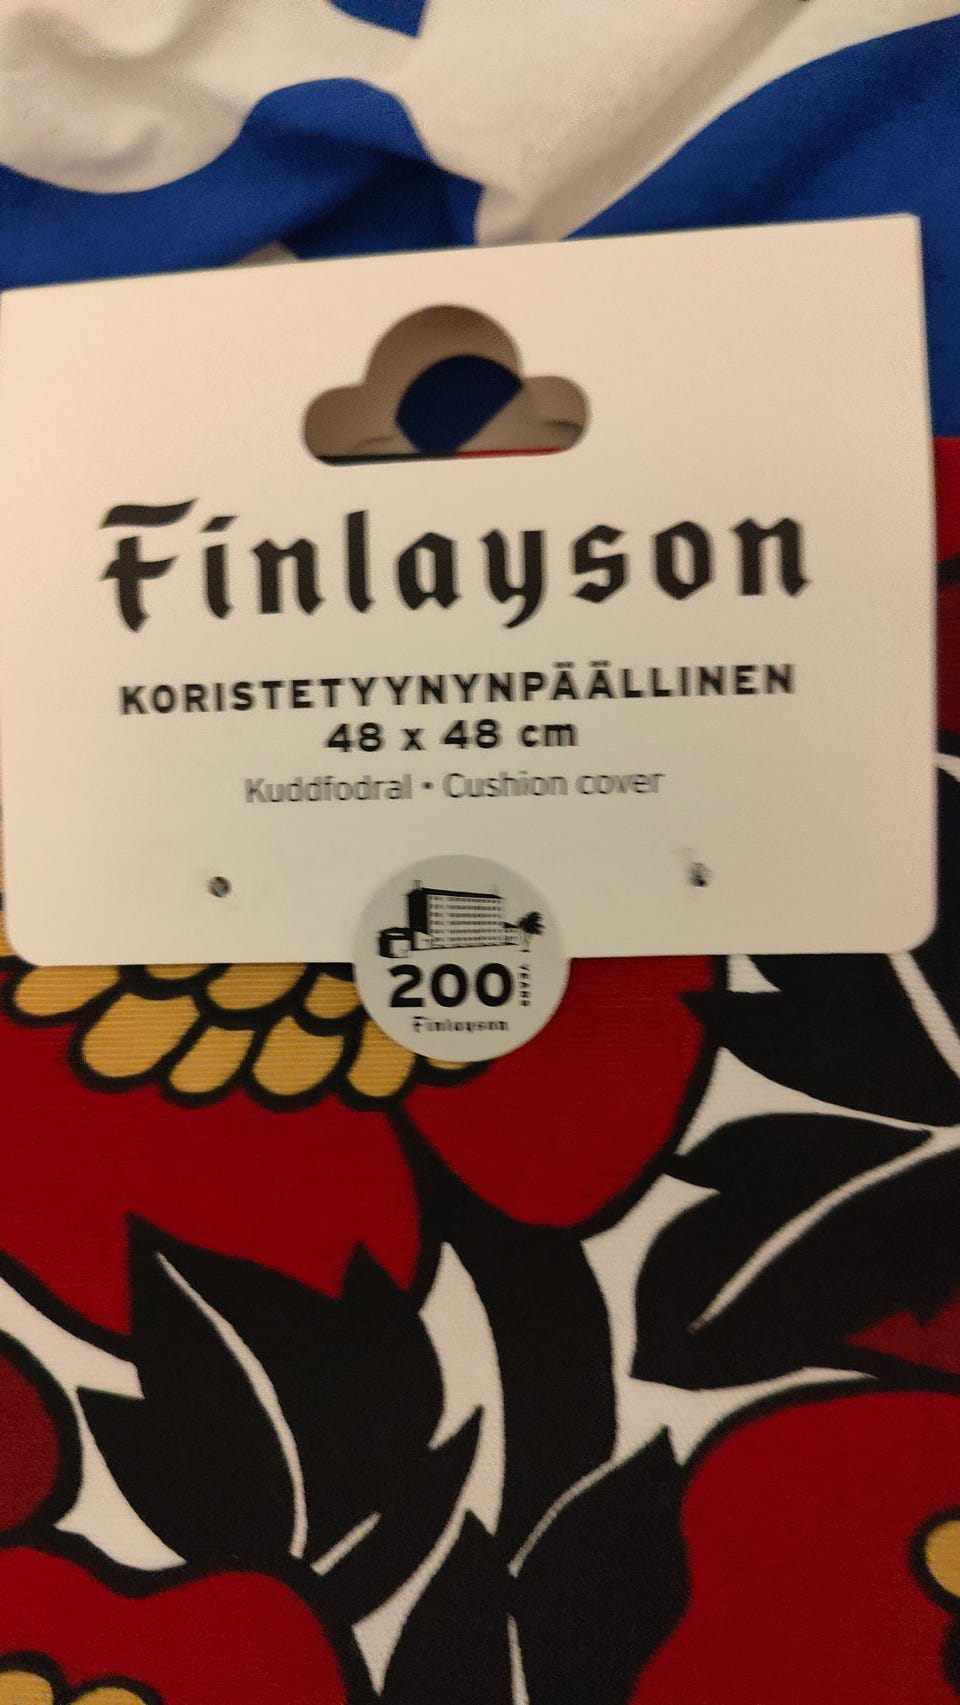 Finlayson
KORISTETYYNYNPÄÄLLINEN
48 x 48 cm
Kuddfodral • Cushion cover
200 YEARS
Finlayson